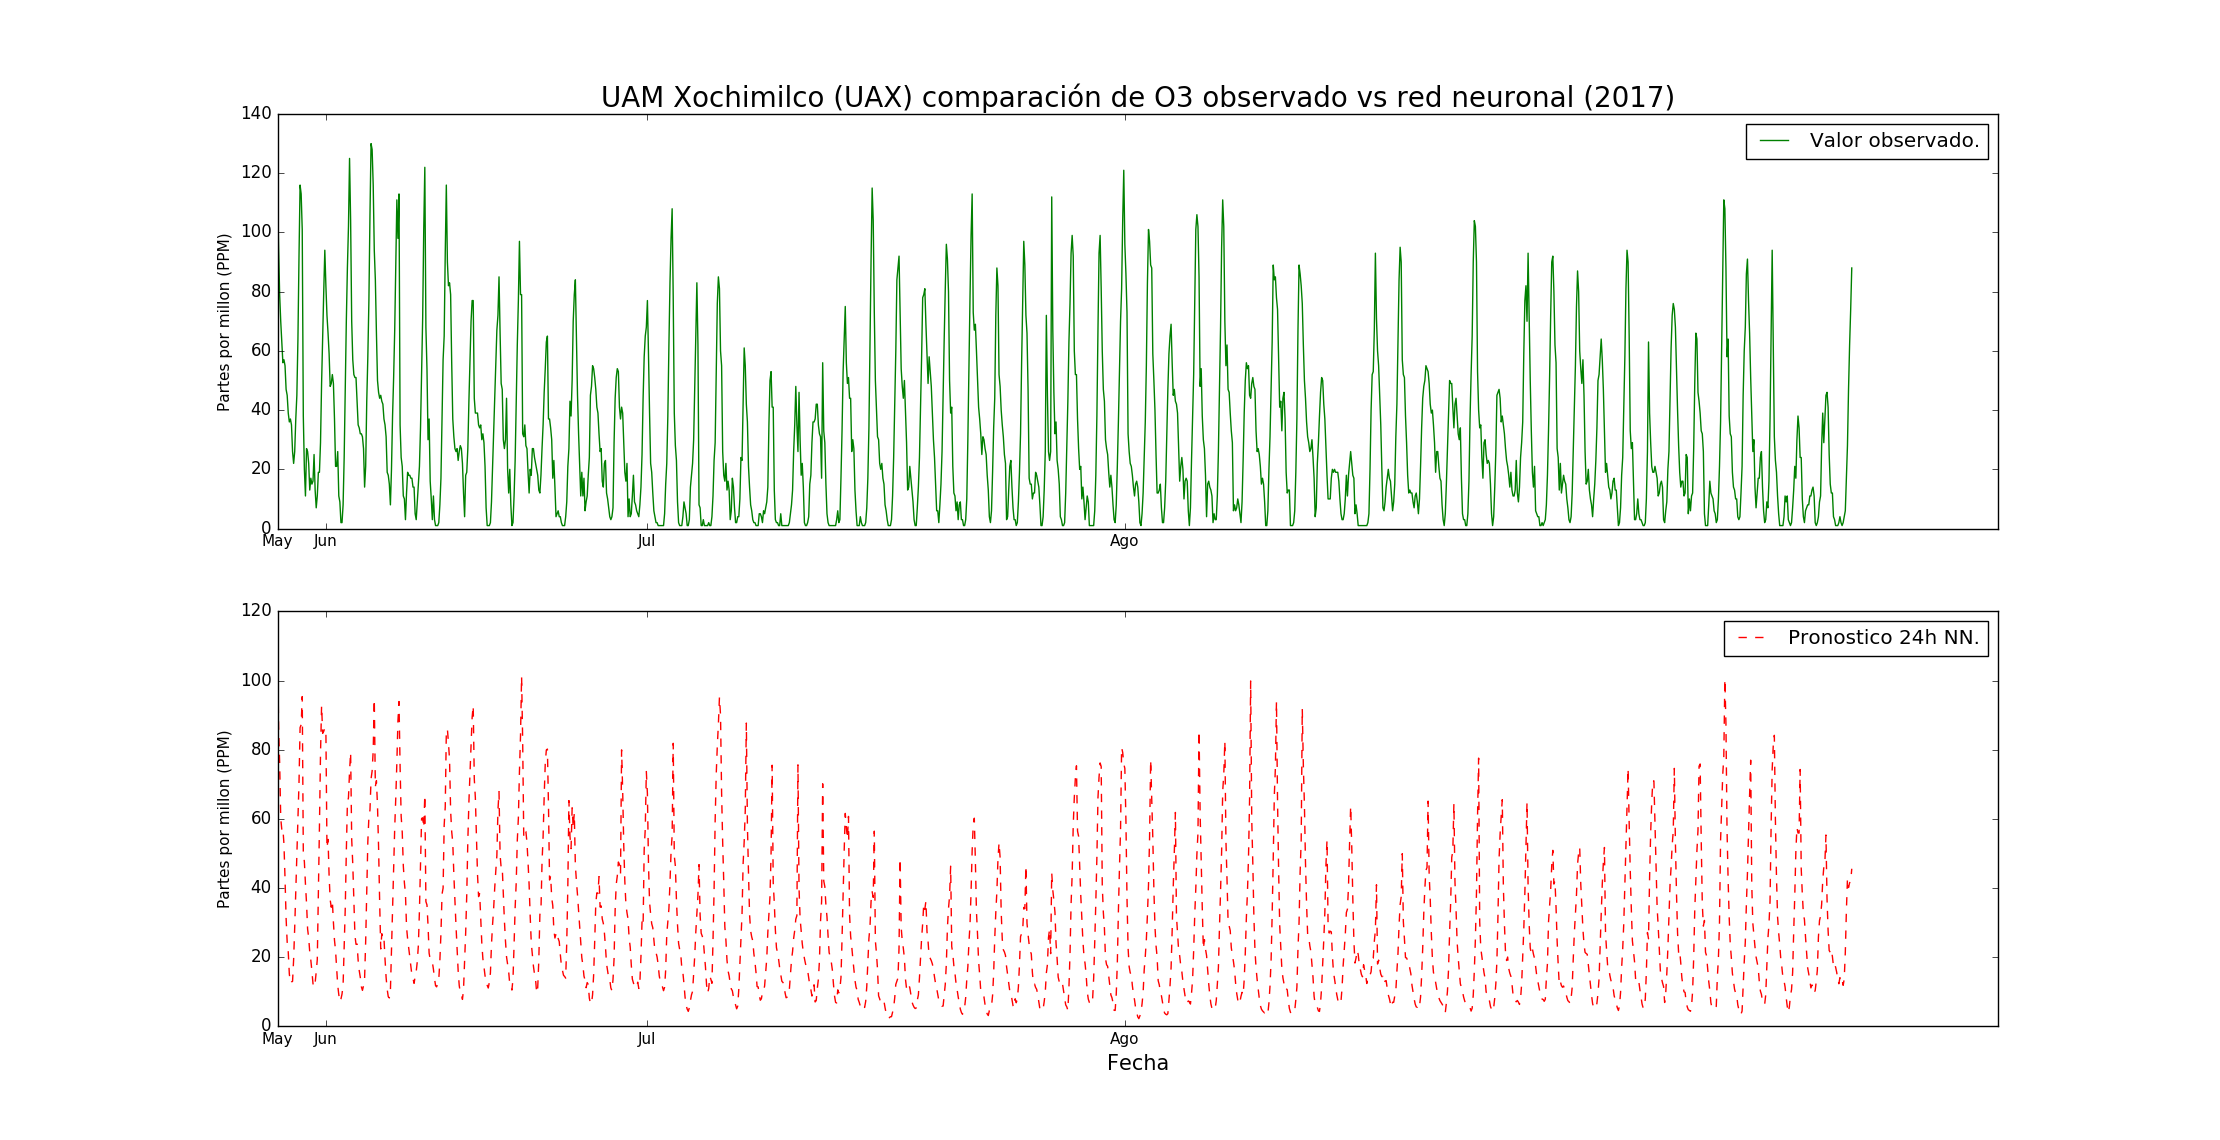 UAM Xochimilco (UAX) comparación de O3 observado vs red neuronal (2017)
140
120
100
80
60
40
20
0
Partes por millon (PPM)
Valor observado.
May Jun Jul Ago
120
100
80
60
40
20
0
Partes por millon (PPM)
Pronostico 24h NN.
May Jun Jul Ago
Fecha